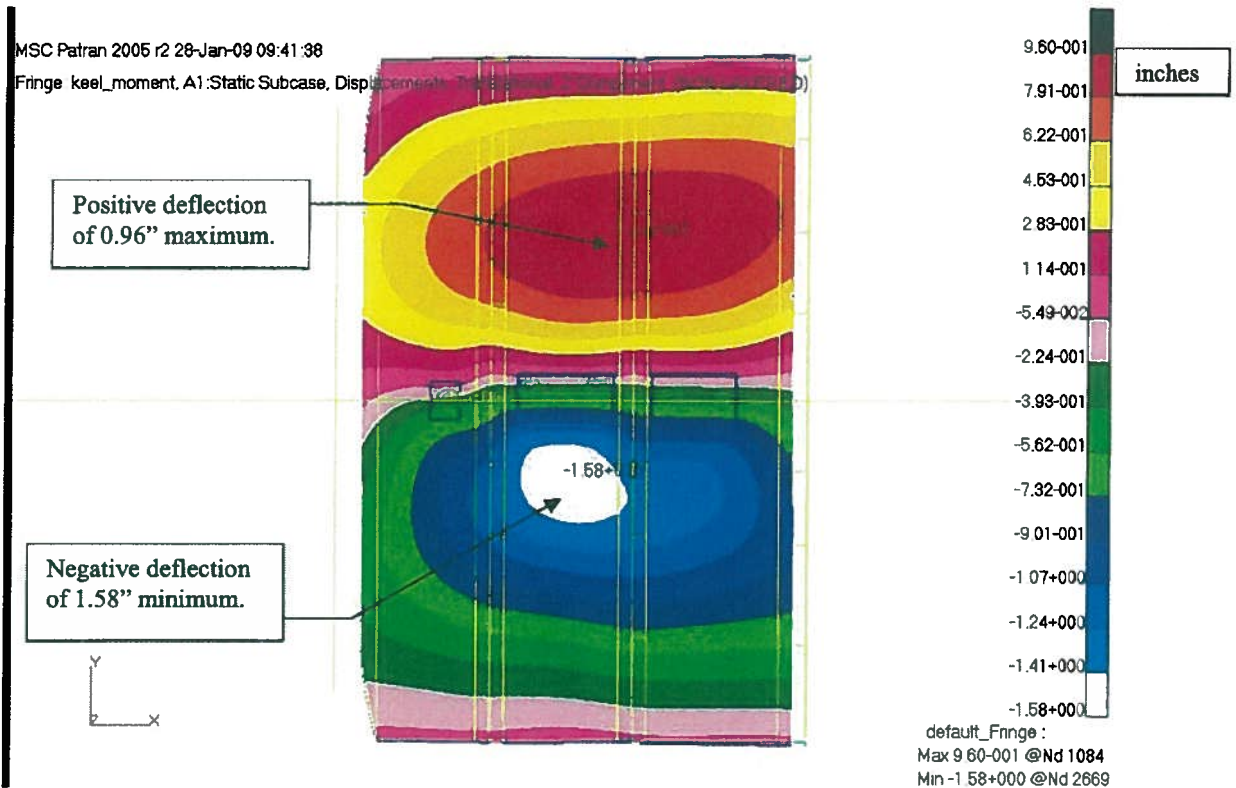 MSC Patran 2005 r2 28-Jan-09 09:41:38
Fringe keel_moment, A1:Static Subcase, Displacements,
inches
9.60-001
7.91-001
6.22-001
4.53-001
2.83-001
1.14-001
-5.49-002
-2.24-001
-3.93-001
-5.62-001
-7.32-001
-9.01-001
-1.07+000
-1.24+000
-1.41+000
-1.58+000
Positive deflection
of 0.96” maximum.
-1.58+
Negative deflection
of 1.58” minimum.
Y
Z X
default_Fringe :
Max 9.60-001 @Nd 1084
Min -1.58+000 @Nd 2669